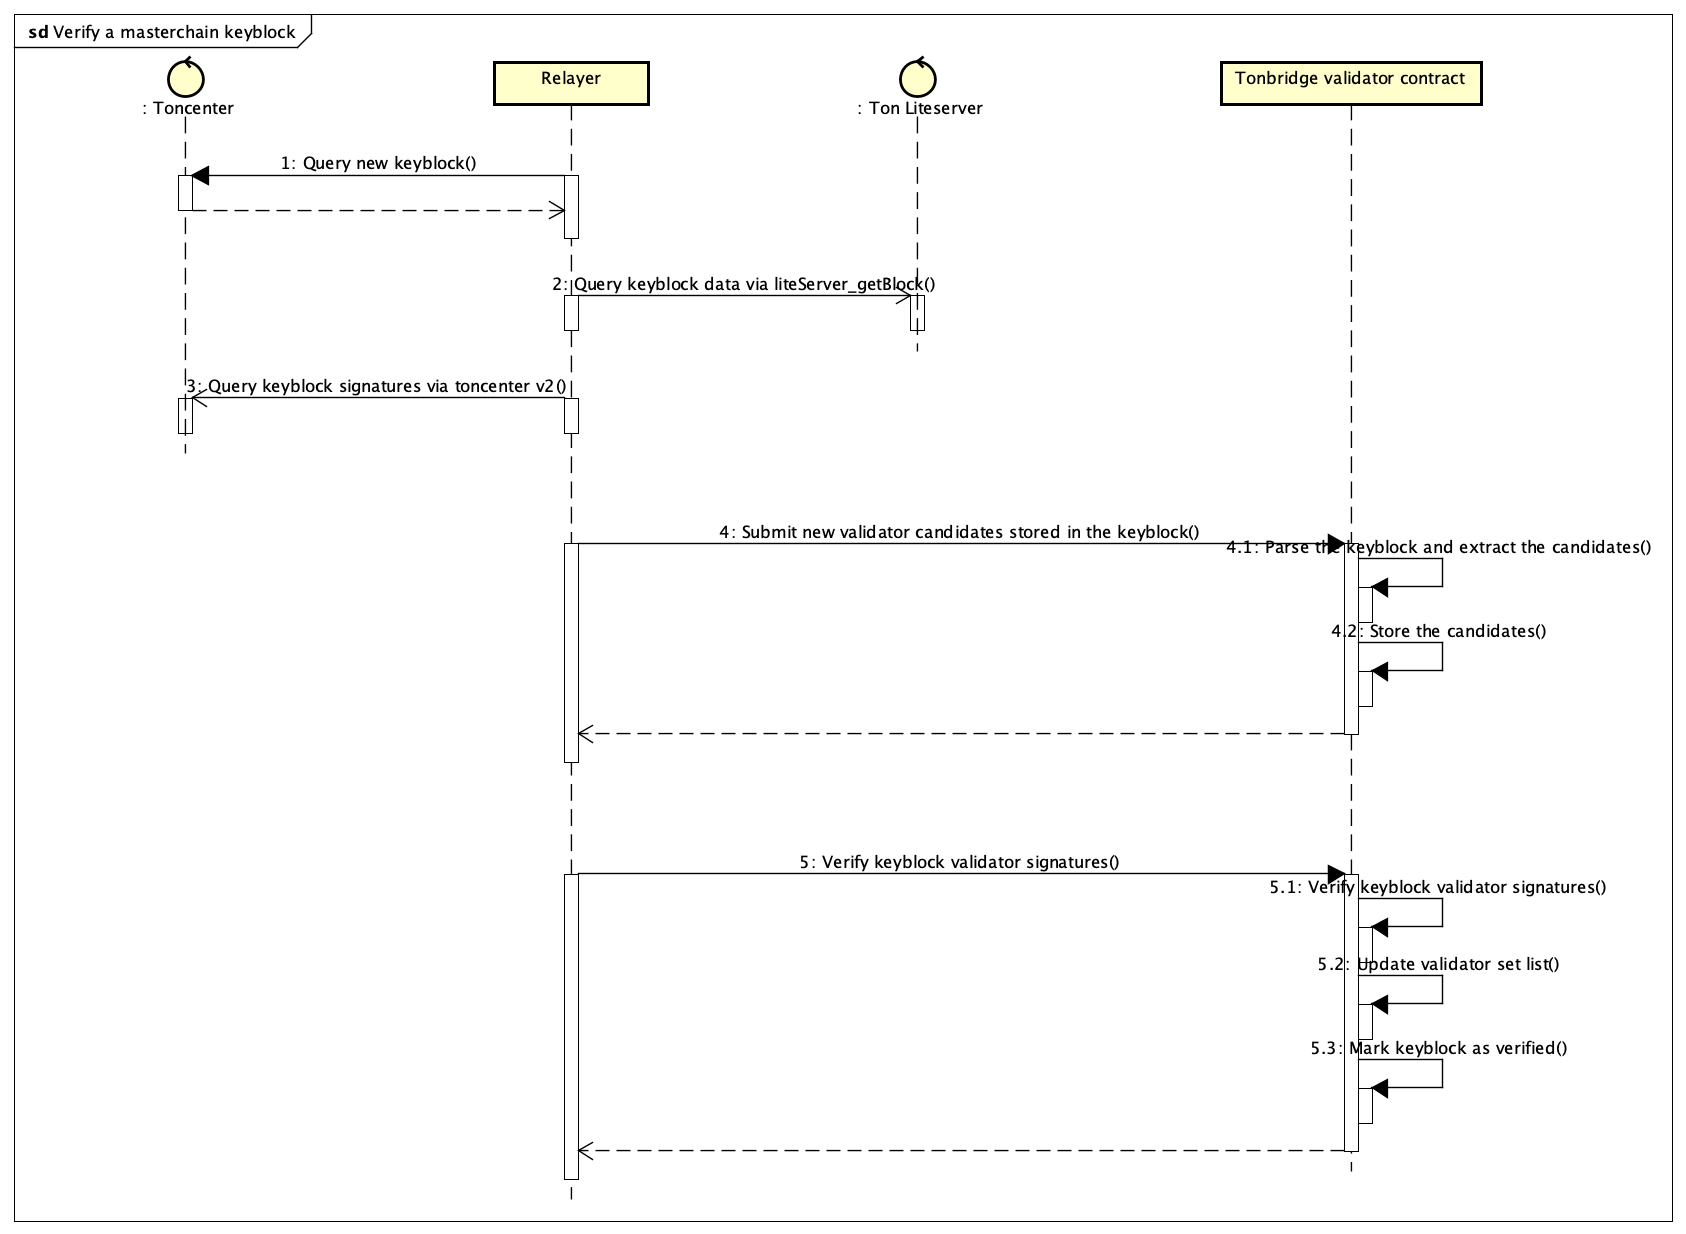 sd Verify a masterchain keyblock
: Toncenter
Relayer
: Ton Liteserver
Tonbridge validator contract
1: Query new keyblock()
2: Query keyblock data via liteServer_getBlock()
3: Query keyblock signatures via toncenter v2()
4: Submit new validator candidates stored in the keyblock()
4.1: Parse the keyblock and extract the candidates()
4.2: Store the candidates()
5: Verify keyblock validator signatures()
5.1: Verify keyblock validator signatures()
5.2: Update validator set list()
5.3: Mark keyblock as verified()